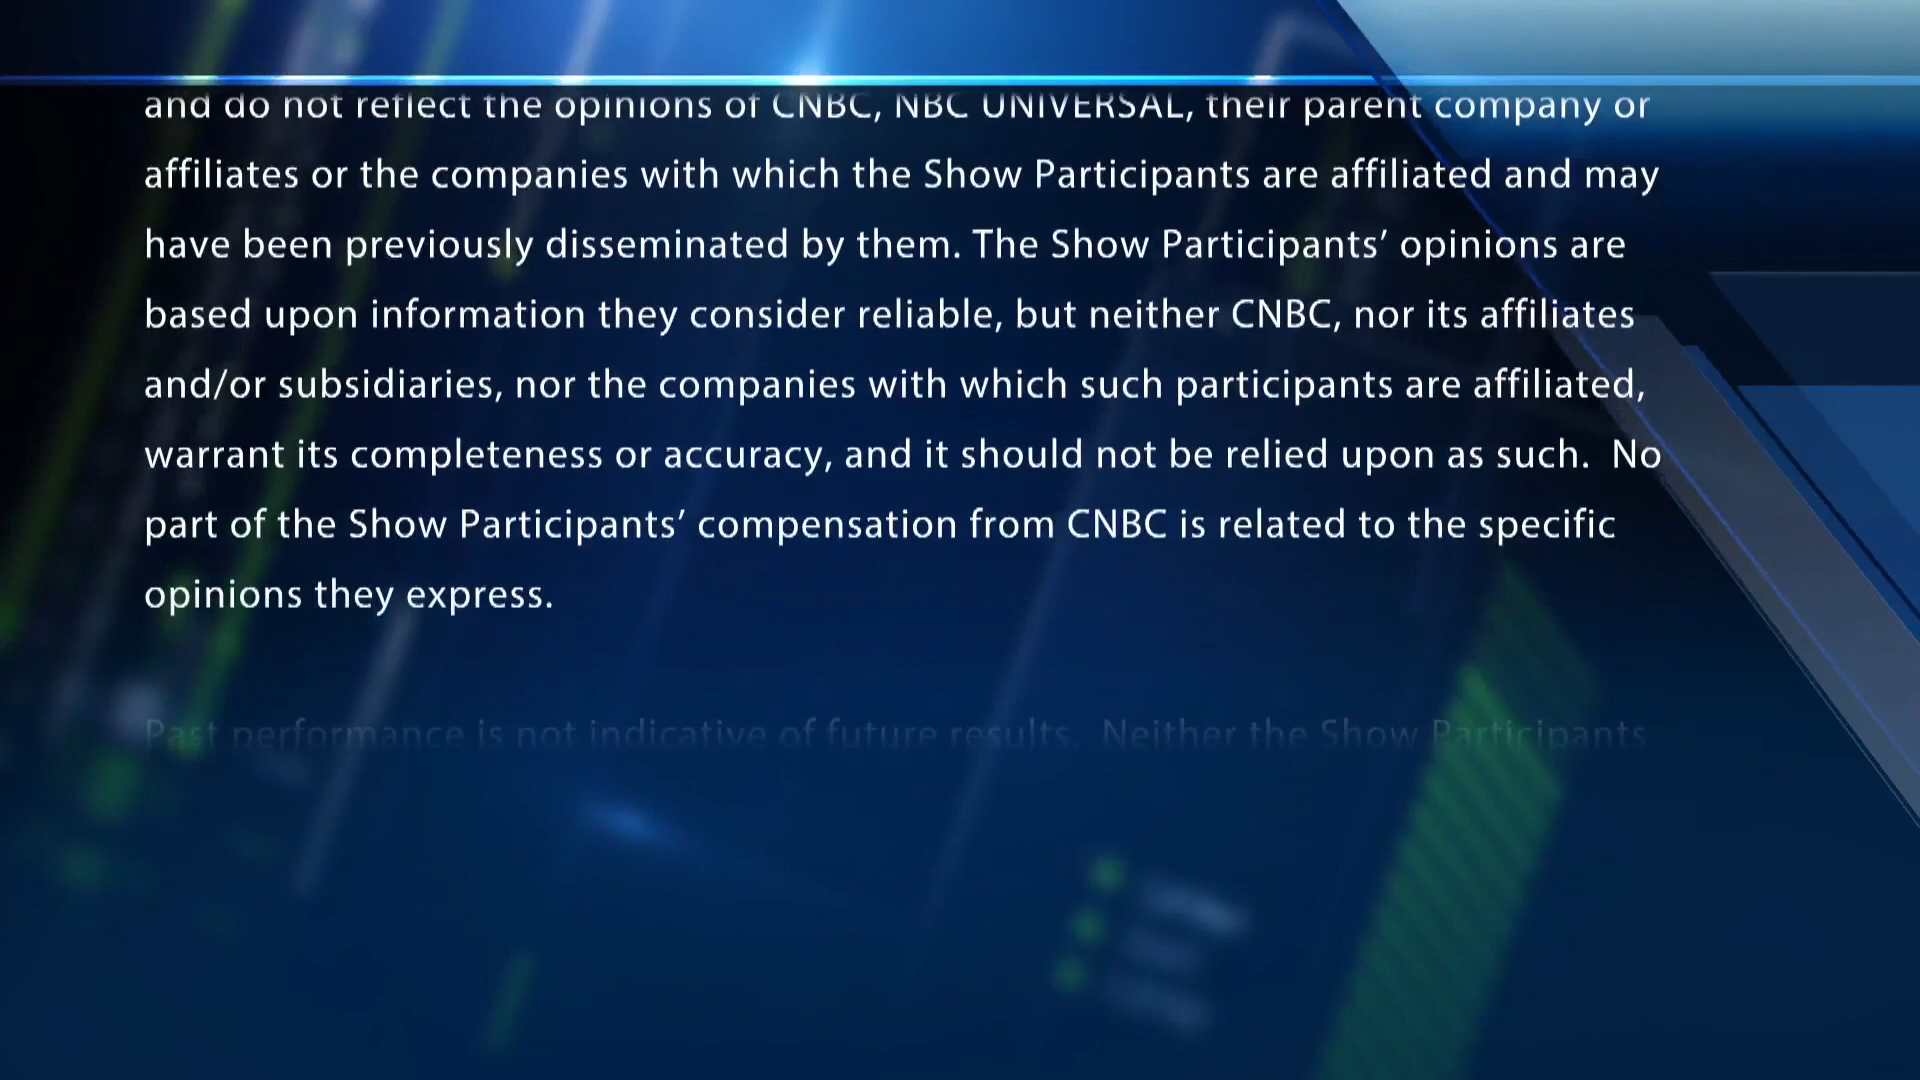 and do not reflect the opinions of CNBC, NBC UNIVERSAL, their parent company or
affiliates or the companies with which the Show Participants are affiliated and may
have been previously disseminated by them. The Show Participants’ opinions are
based upon information they consider reliable, but neither CNBC, nor its affiliates
and/or subsidiaries, nor the companies with which such participants are affiliated,
warrant its completeness or accuracy, and it should not be relied upon as such.  No
part of the Show Participants’ compensation from CNBC is related to the specific
opinions they express.
Past performance is not indicative of future results.  Neither the Show Participants